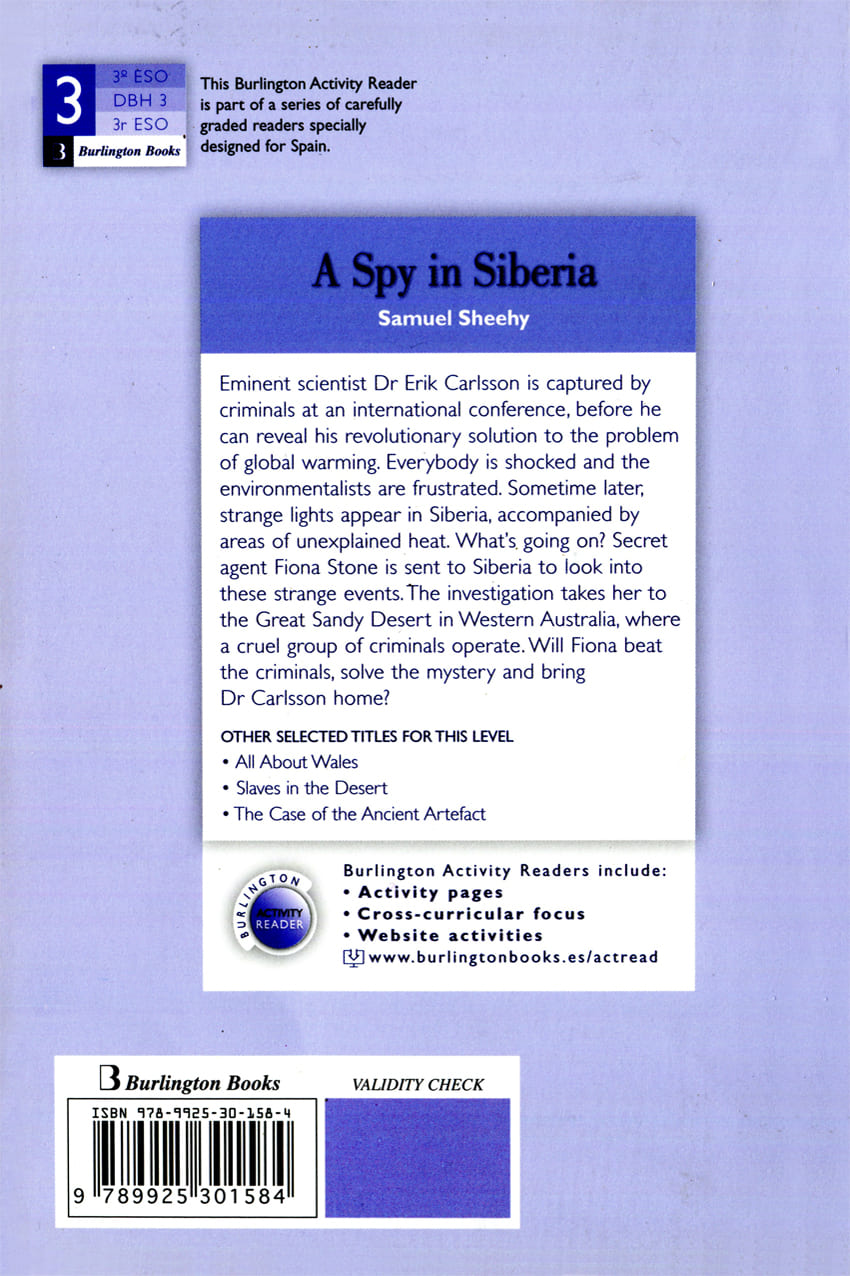 3
3º ESO
DBH 3
3r ESO
B Burlington Books
This Burlington Activity Reader
is part of a series of carefully
graded readers specially
designed for Spain.
A Spy in Siberia
Samuel Sheehy
Eminent scientist Dr Erik Carlsson is captured by
criminals at an international conference, before he
can reveal his revolutionary solution to the problem
of global warming. Everybody is shocked and the
environmentalists are frustrated. Sometime later,
strange lights appear in Siberia, accompanied by
areas of unexplained heat. What's going on? Secret
agent Fiona Stone is sent to Siberia to look into
these strange events. The investigation takes her to
the Great Sandy Desert in Western Australia, where
a cruel group of criminals operate. Will Fiona beat
the criminals, solve the mystery and bring
Dr Carlsson home?
OTHER SELECTED TITLES FOR THIS LEVEL
• All About Wales
• Slaves in the Desert
• The Case of the Ancient Artefact
BURLINGTON
ACTIVITY
READER
BOOKS
Burlington Activity Readers include:
• Activity pages
• Cross-curricular focus
• Website activities
www.burlingtonbooks.es/actread
B Burlington Books
VALIDITY CHECK
ISBN 978-9925-30-158-4
9 789925 301584